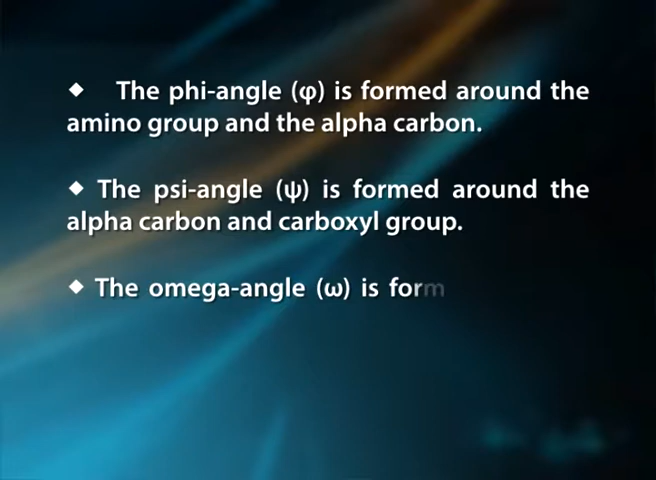 ◆ The phi-angle (φ) is formed around the
amino group and the alpha carbon.
◆ The psi-angle (ψ) is formed around the
alpha carbon and carboxyl group.
◆ The omega-angle (ω) is form